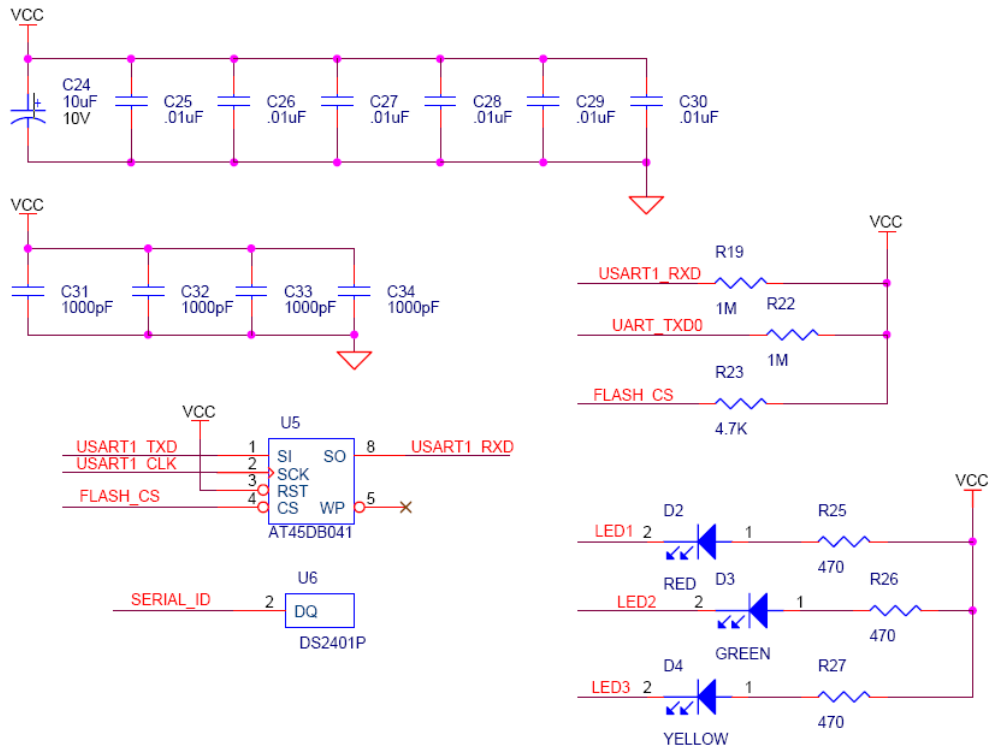 VCC
C24
10uF
10V
C25
.01uF
C26
.01uF
C27
.01uF
C28
.01uF
C29
.01uF
C30
.01uF
+
VCC
C31
1000pF
C32
1000pF
C33
1000pF
C34
1000pF
VCC
R19
USART1_RXD
1M
R22
UART_TXD0
1M
R23
FLASH_CS
4.7K
VCC
U5
USART1_TXD
1
SI
SO
8
USART1_RXD
USART1_CLK
2
SCK
3
RST
FLASH_CS
4
CS
WP
5
AT45DB041
U6
SERIAL_ID
2
DQ
DS2401P
VCC
D2
R25
LED1
2
1
470
RED
D3
R26
LED2
2
1
470
GREEN
D4
R27
LED3
2
1
470
YELLOW